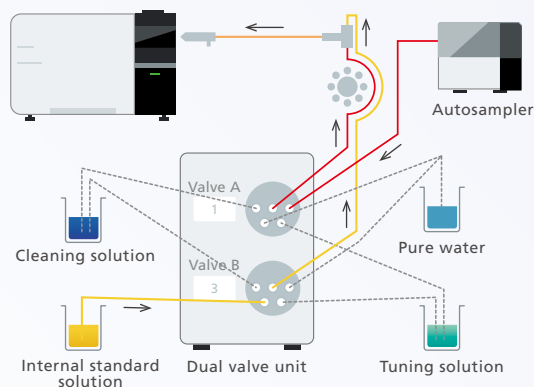 Autosampler
Valve A
1
Cleaning solution
Pure water
Valve B
3
Internal standard
solution
Dual valve unit
Tuning solution